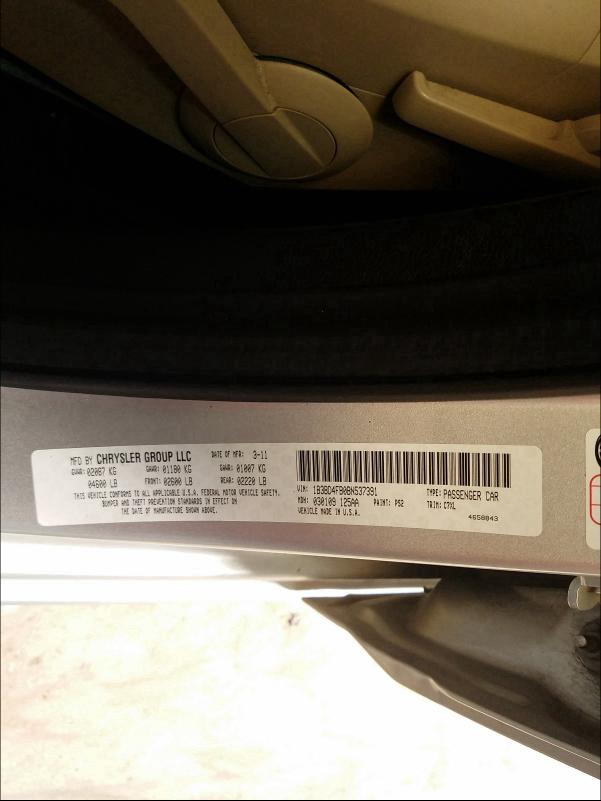 MFD BY CHRYSLER GROUP LLC DATE OF MFR: 3-11
GVWR: 02087 KG GAWR: 01180 KG GAWR: 01007 KG
04600 LB FRONT: 02600 LB REAR: 02220 LB
THIS VEHICLE CONFORMS TO ALL APPLICABLE U.S.A. FEDERAL MOTOR VEHICLE SAFETY,
BUMPER AND THEFT PREVENTION STANDARDS IN EFFECT ON
THE DATE OF MANUFACTURE SHOWN ABOVE.
VIN: 1B3BD4FB0BN537391 TYPE: PASSENGER CAR
MDH: 030109 125AA PAINT: PS2 TRIM: C7XL
VEHICLE MADE IN U.S.A. 4658843